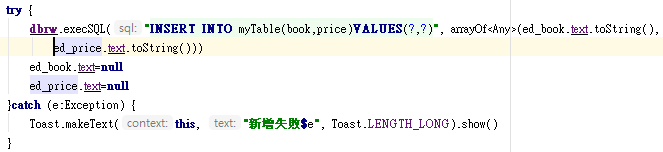 try {
dbrw.execSQL( sql: "INSERT INTO myTable(book,price)VALUES(?,?)", arrayOf<Any>(ed_book.text.toString(),
ed_price.text.toString()))
ed_book.text=null
ed_price.text=null
}catch (e:Exception) {
Toast.makeText( context: this, text: "新增失敗$e", Toast.LENGTH_LONG).show()
}